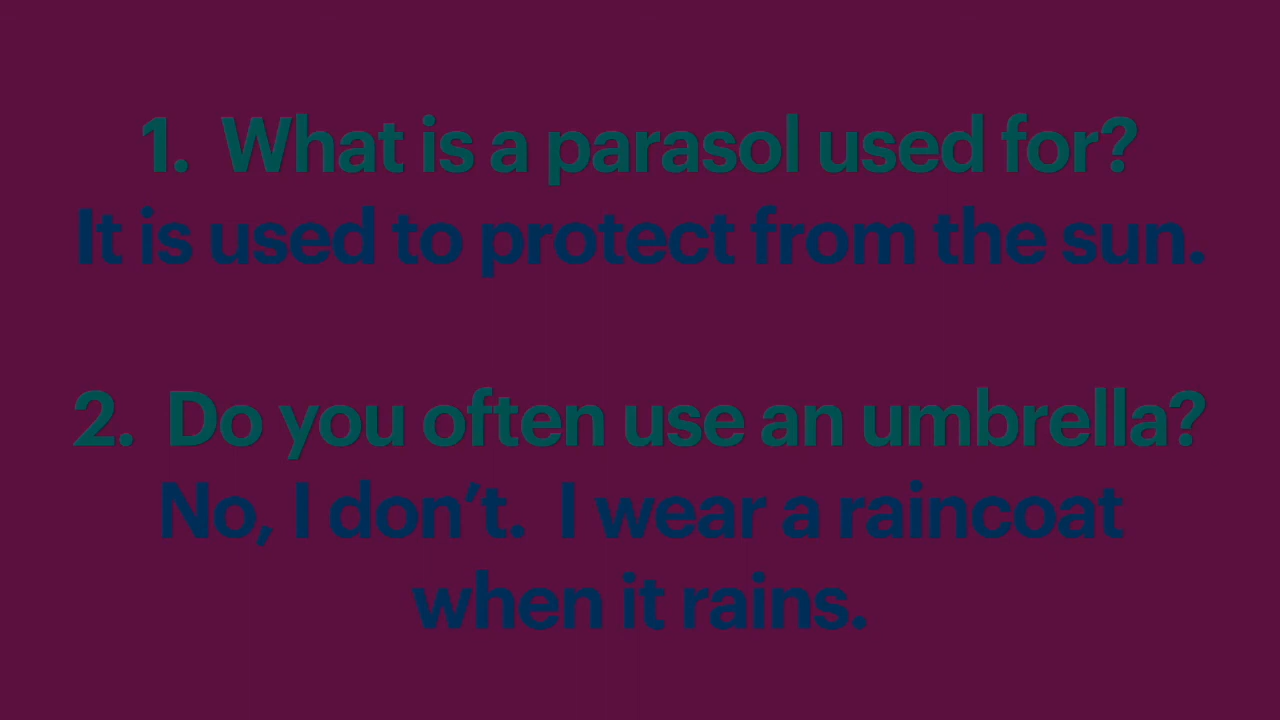 1.  What is a parasol used for?
It is used to protect from the sun.
2.  Do you often use an umbrella?
No, I don’t.  I wear a raincoat
when it rains.